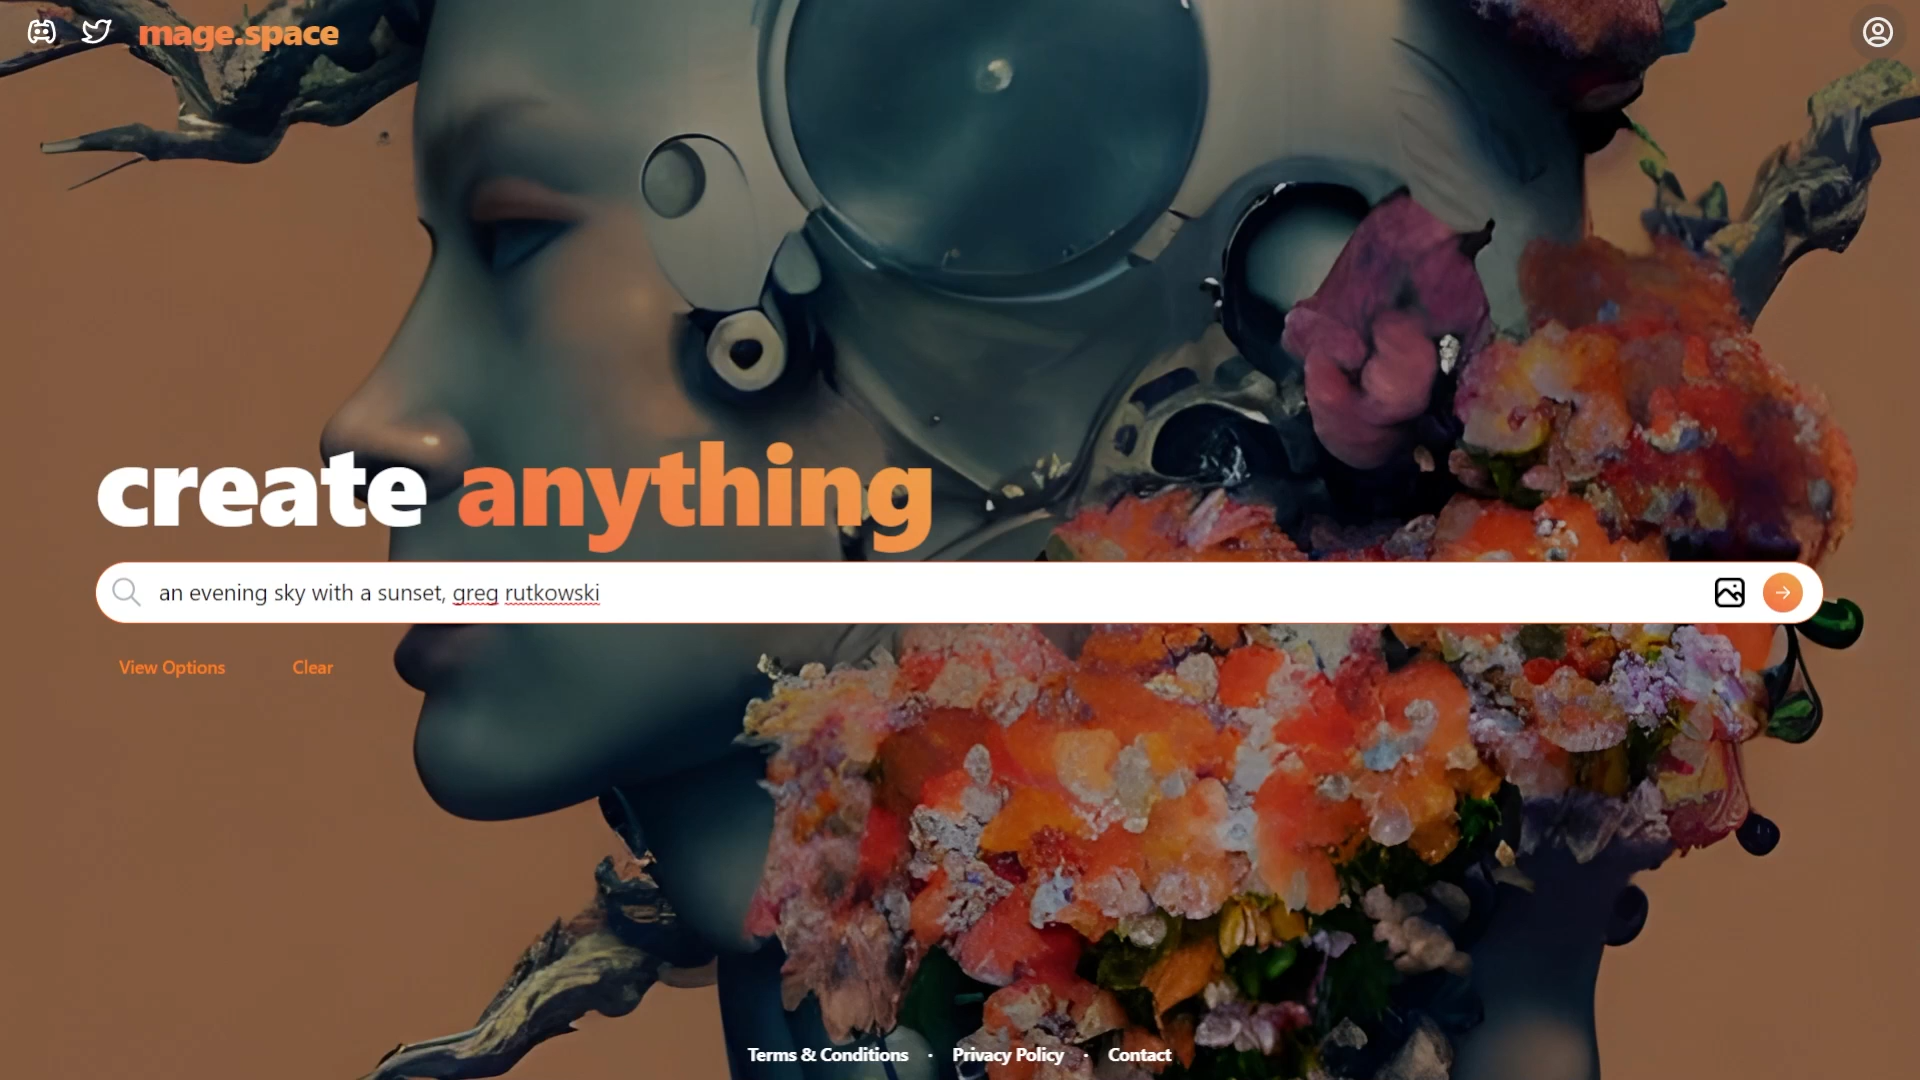 mage.space
create anything
an evening sky with a sunset, greg rutkowski
View Options Clear
Terms & Conditions · Privacy Policy · Contact